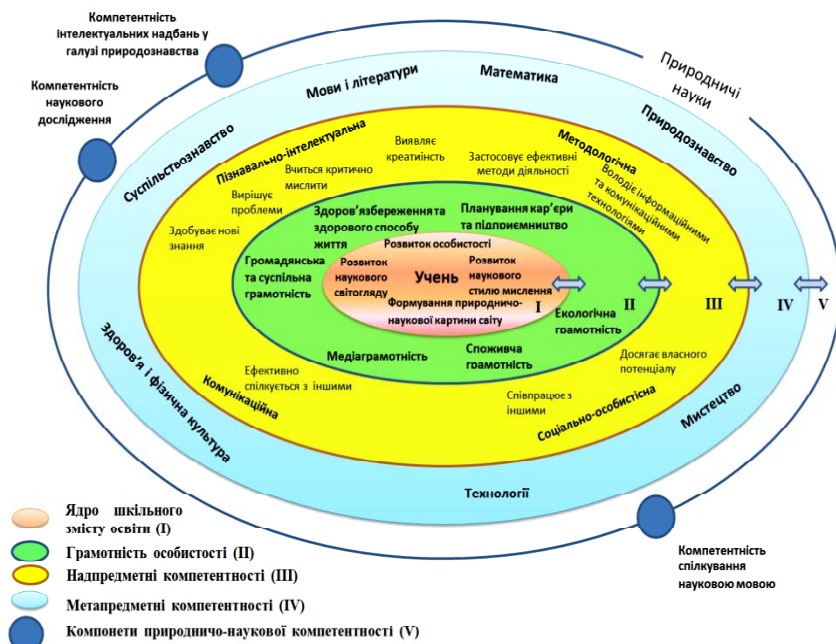 Компетентність
інтелектуальних надбань у
галузі природознавства
Компетентність
наукового
дослідження
Природничі
науки
Мови і літератури
Математика
Природознавство
Суспільствознавство
Пізнавально-інтелектуальна
Виявляє
креатиність
Методологічна
Застосовує ефективні
методи діяльності
Володіє інформаційними
та комунікаційними
технологіями
Вчиться критично
мислити
Вирішує
проблеми
Здобуває нові
знання
Здоров'язбереження та
здорового способу
життя
Планування кар'єри
та підпоиємництво
Громадянська
та суспільна
грамотність
Розвиток особистості
Розвиток
наукового
світогляду
Учень
Розвиток
наукового
стилю мислення
Формування природничо-
наукової картини світу
I
II
III
IV
V
Екологічна
грамотність
Медіаграмотність
Споживча
грамотність
Ефективно
спілкується з іншими
Комунікаційна
Досягає власного
потенціалу
Співпрацює з
іншими
Соціально-особистісна
Здоров'я і фізична культура
Мистецтво
Технології
Компетентність
спілкування
науковою мовою
Ядро шкільного
змісту освіти (I)
Грамотність особистості (II)
Надпредметні компетентності (III)
Метапредметні компетентності (IV)
Компонети природничо-наукової компетентності (V)